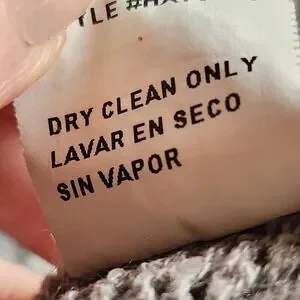 DRY CLEAN ONLY
LAVAR EN SECO
SIN VAPOR